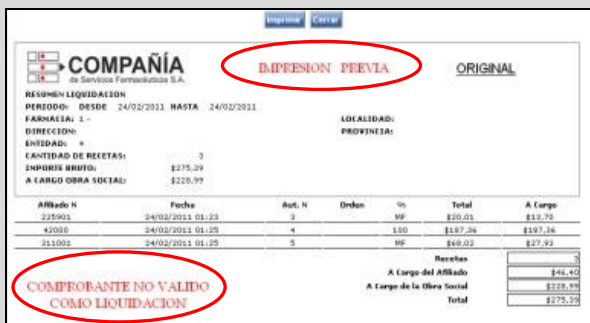 Imprimir Cerrar
COMPAÑÍA
de Servicios Farmacéuticos S.A.
IMPRESION PREVIA
ORIGINAL
RESUMEN LIQUIDACION
PERIODO: DESDE 24/02/2011 HASTA 24/02/2011
FARMACIA: 1 - LOCALIDAD:
DIRECCION: PROVINCIA:
ENTIDAD: 4
CANTIDAD DE RECETAS: 3
IMPORTE BRUTO: $275,39
A CARGO OBRA SOCIAL: $228,99
Afiliado N Fecha Aut. N Orden % Total A Cargo
225901 24/02/2011 01:23 3 MF $20,01 $13,70
42000 24/02/2011 01:25 4 100 $187,36 $187,36
311001 24/02/2011 01:25 5 MF $68,02 $27,93
Recetas 3
A Cargo del Afiliado $46,40
A Cargo de la Obra Social $228,99
Total $275,39
COMPROBANTE NO VALIDO
COMO LIQUIDACION